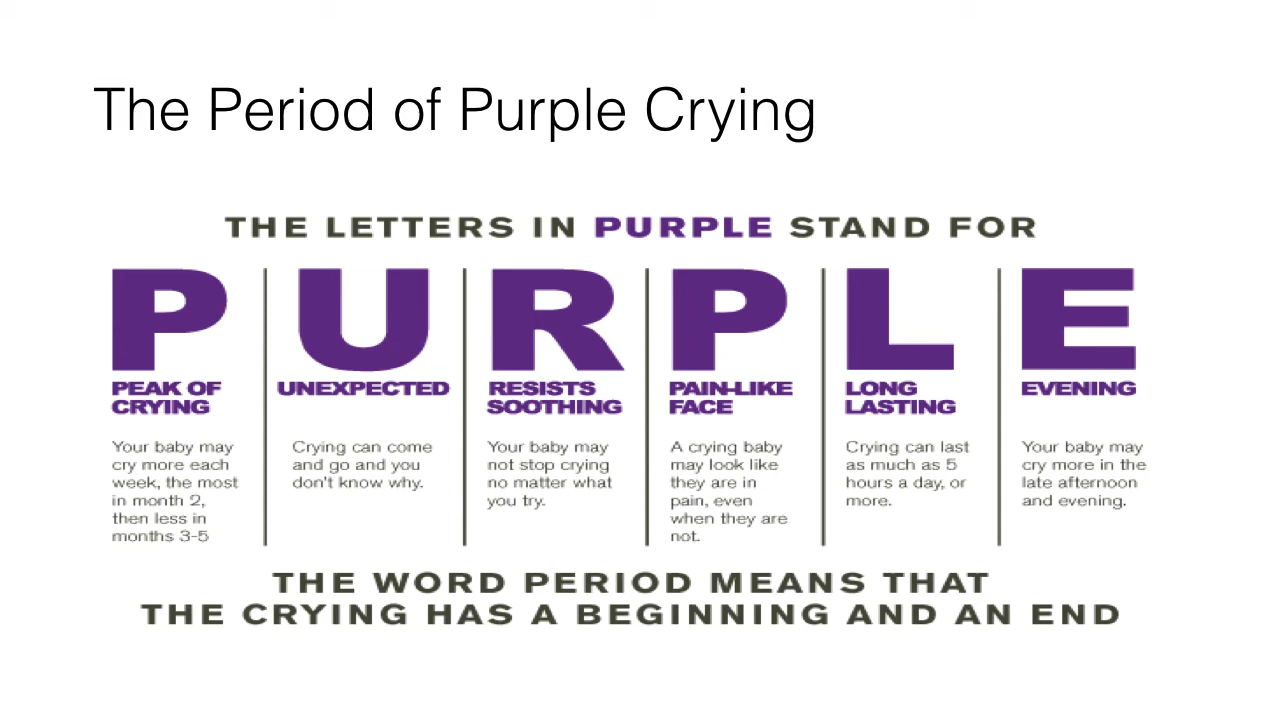 The Period of Purple Crying
THE LETTERS IN PURPLE STAND FOR
P
PEAK OF
CRYING
Your baby may
cry more each
week, the most
in month 2,
then less in
months 3-5
U
UNEXPECTED
Crying can come
and go and you
don't know why.
R
RESISTS
SOOTHING
Your baby may
not stop crying
no matter what
you try.
P
PAIN-LIKE
FACE
A crying baby
may look like
they are in
pain, even
when they are
not.
L
LONG
LASTING
Crying can last
as much as 5
hours a day, or
more.
E
EVENING
Your baby may
cry more in the
late afternoon
and evening.
THE WORD PERIOD MEANS THAT
THE CRYING HAS A BEGINNING AND AN END